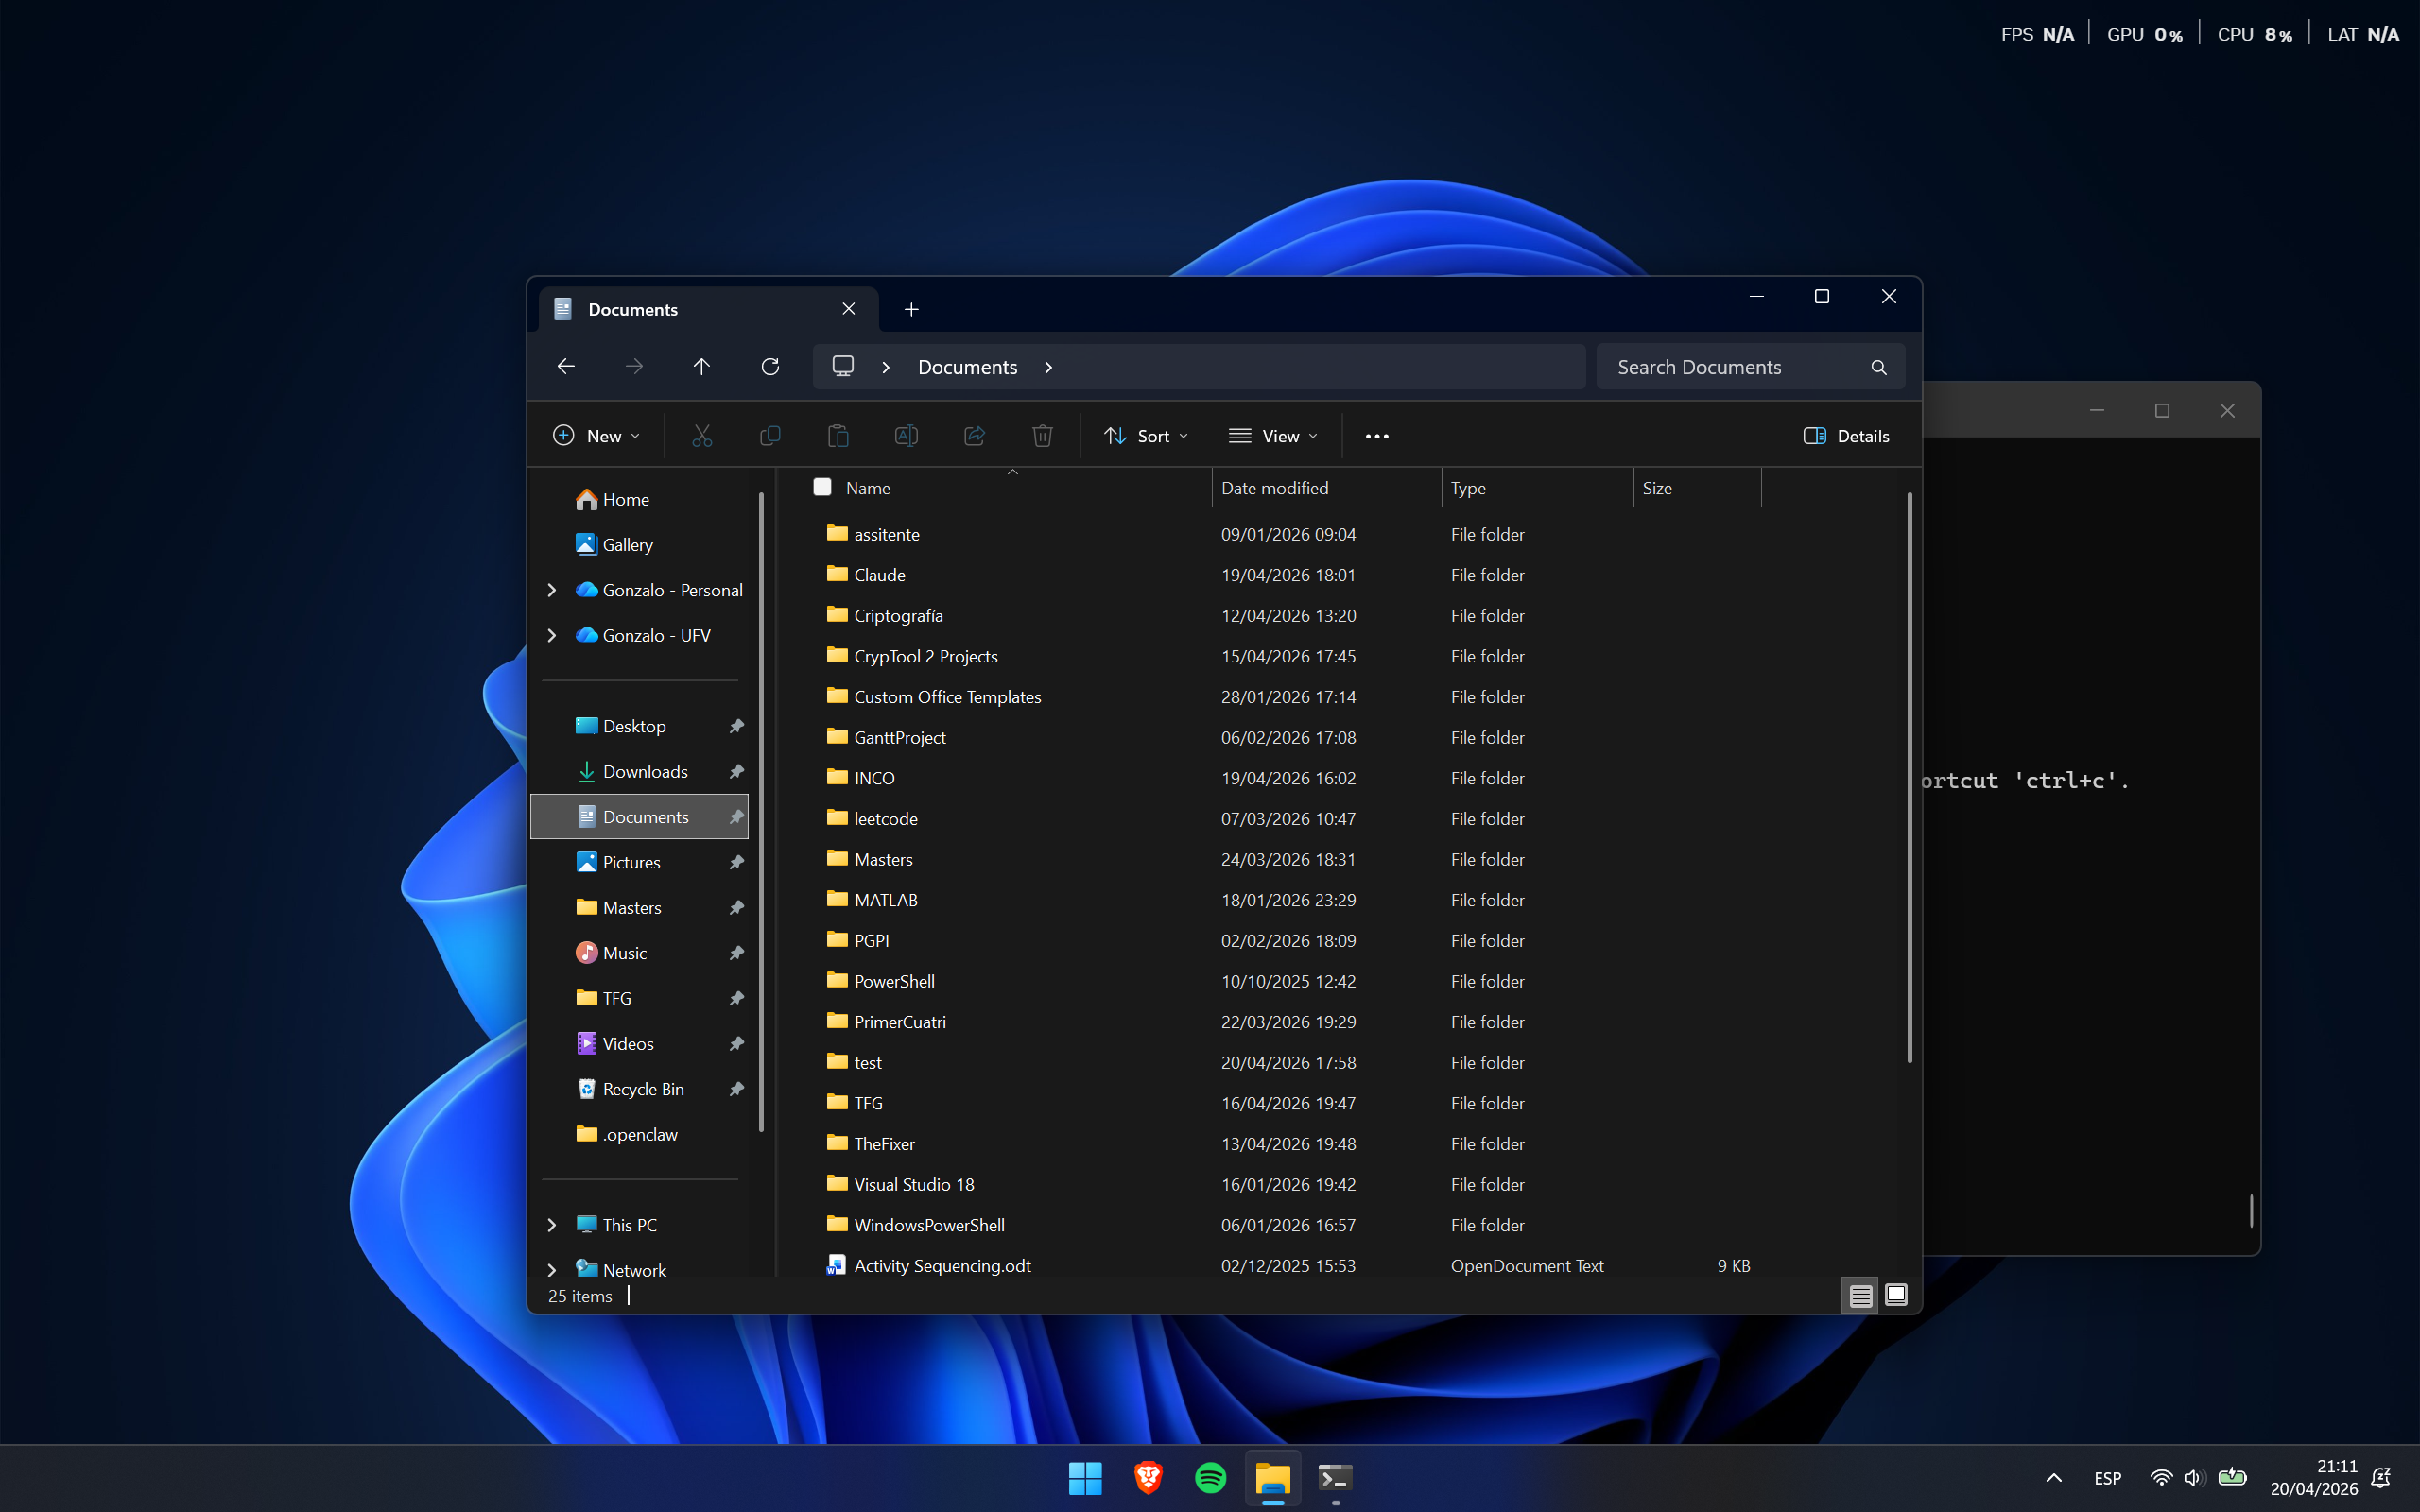 FPS N/A GPU 0% CPU 8% LAT N/A
Documents
Documents
Search Documents
New
Sort
View
Details
Name Date modified Type Size
Home
Gallery
Gonzalo - Personal
Gonzalo - UFV
Desktop
Downloads
Documents
Pictures
Masters
Music
TFG
Videos
Recycle Bin
.openclaw
This PC
Network
assitente 09/01/2026 09:04 File folder
Claude 19/04/2026 18:01 File folder
Criptografía 12/04/2026 13:20 File folder
CrypTool 2 Projects 15/04/2026 17:45 File folder
Custom Office Templates 28/01/2026 17:14 File folder
GanttProject 06/02/2026 17:08 File folder
INCO 19/04/2026 16:02 File folder
leetcode 07/03/2026 10:47 File folder
Masters 24/03/2026 18:31 File folder
MATLAB 18/01/2026 23:29 File folder
PGPI 02/02/2026 18:09 File folder
PowerShell 10/10/2025 12:42 File folder
PrimerCuatri 22/03/2026 19:29 File folder
test 20/04/2026 17:58 File folder
TFG 16/04/2026 19:47 File folder
TheFixer 13/04/2026 19:48 File folder
Visual Studio 18 16/01/2026 19:42 File folder
WindowsPowerShell 06/01/2026 16:57 File folder
Activity Sequencing.odt 02/12/2025 15:53 OpenDocument Text 9 KB
25 items
ortcut 'ctrl+c'.
ESP
21:11
20/04/2026